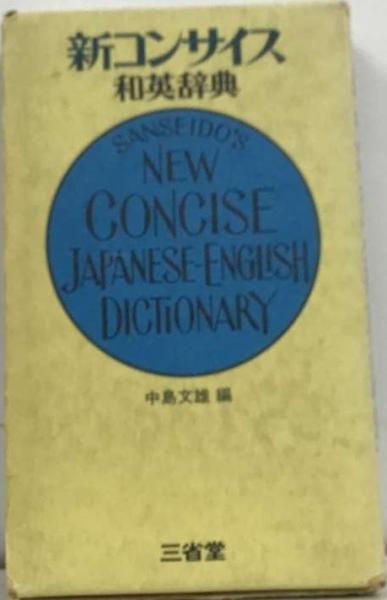 新コンサイス
和英辞典
SANSEIDO'S
NEW
CONCISE
JAPANESE-ENGLISH
DICTIONARY
中島文雄 編
三省堂